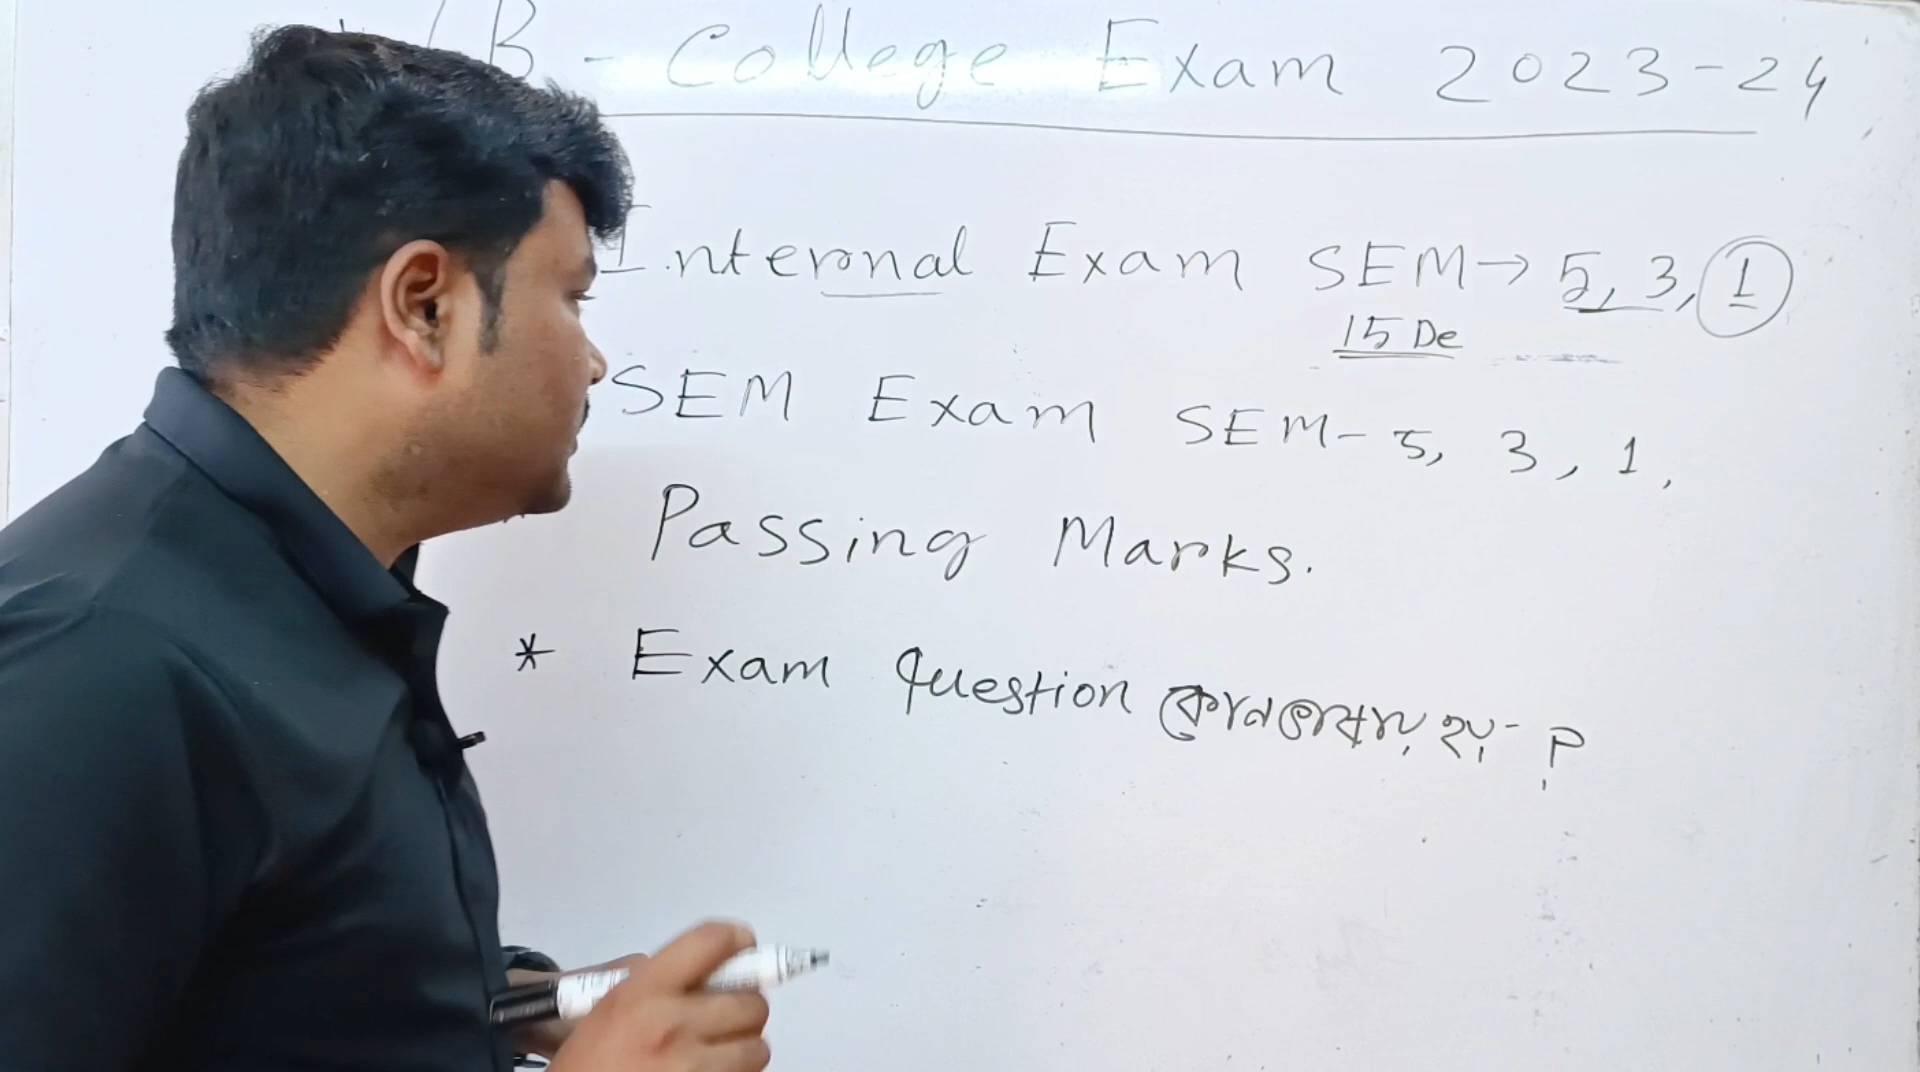 B - College Exam 2023-24
Internal Exam SEM → 5, 3, 1
15 De
SEM Exam SEM - 5, 3, 1,
Passing Marks.
* Exam Question কোন ভাষায় হয় - ?